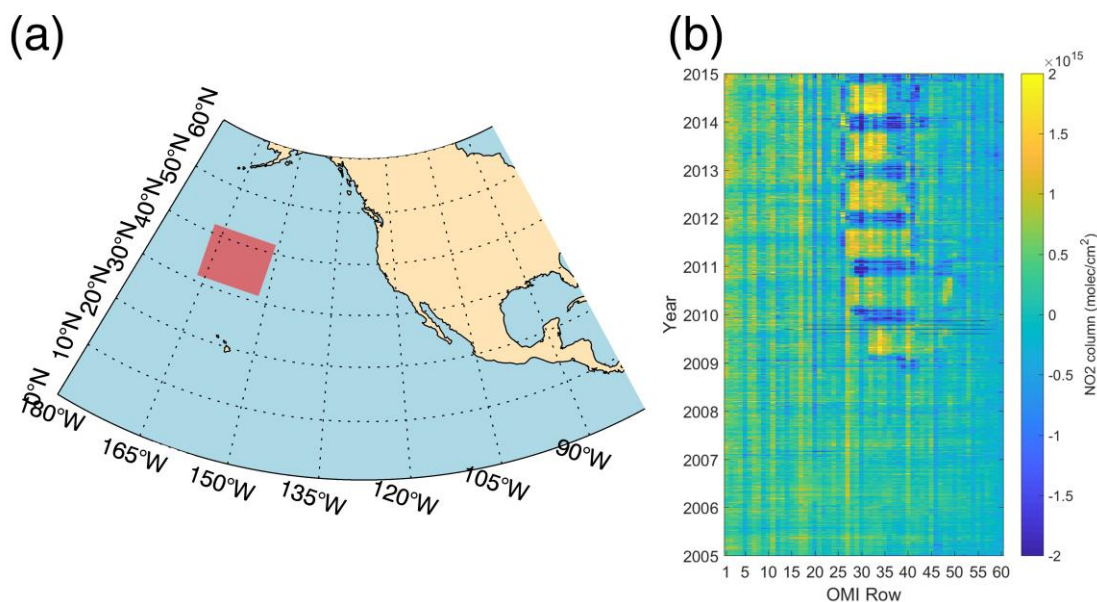 (a)
60°N
50°N
40°N
30°N
20°N
10°N
0°N
180°W
165°W
150°W
135°W
120°W
105°W
90°W
(b)
×10¹⁵
2015
2014
2013
2012
2011
2010
2009
2008
2007
2006
2005
Year
1 5 10 15 20 25 30 35 40 45 50 55 60
OMI Row
2
1.5
1
0.5
0
-0.5
-1
-1.5
-2
NO2 column (molec/cm²)